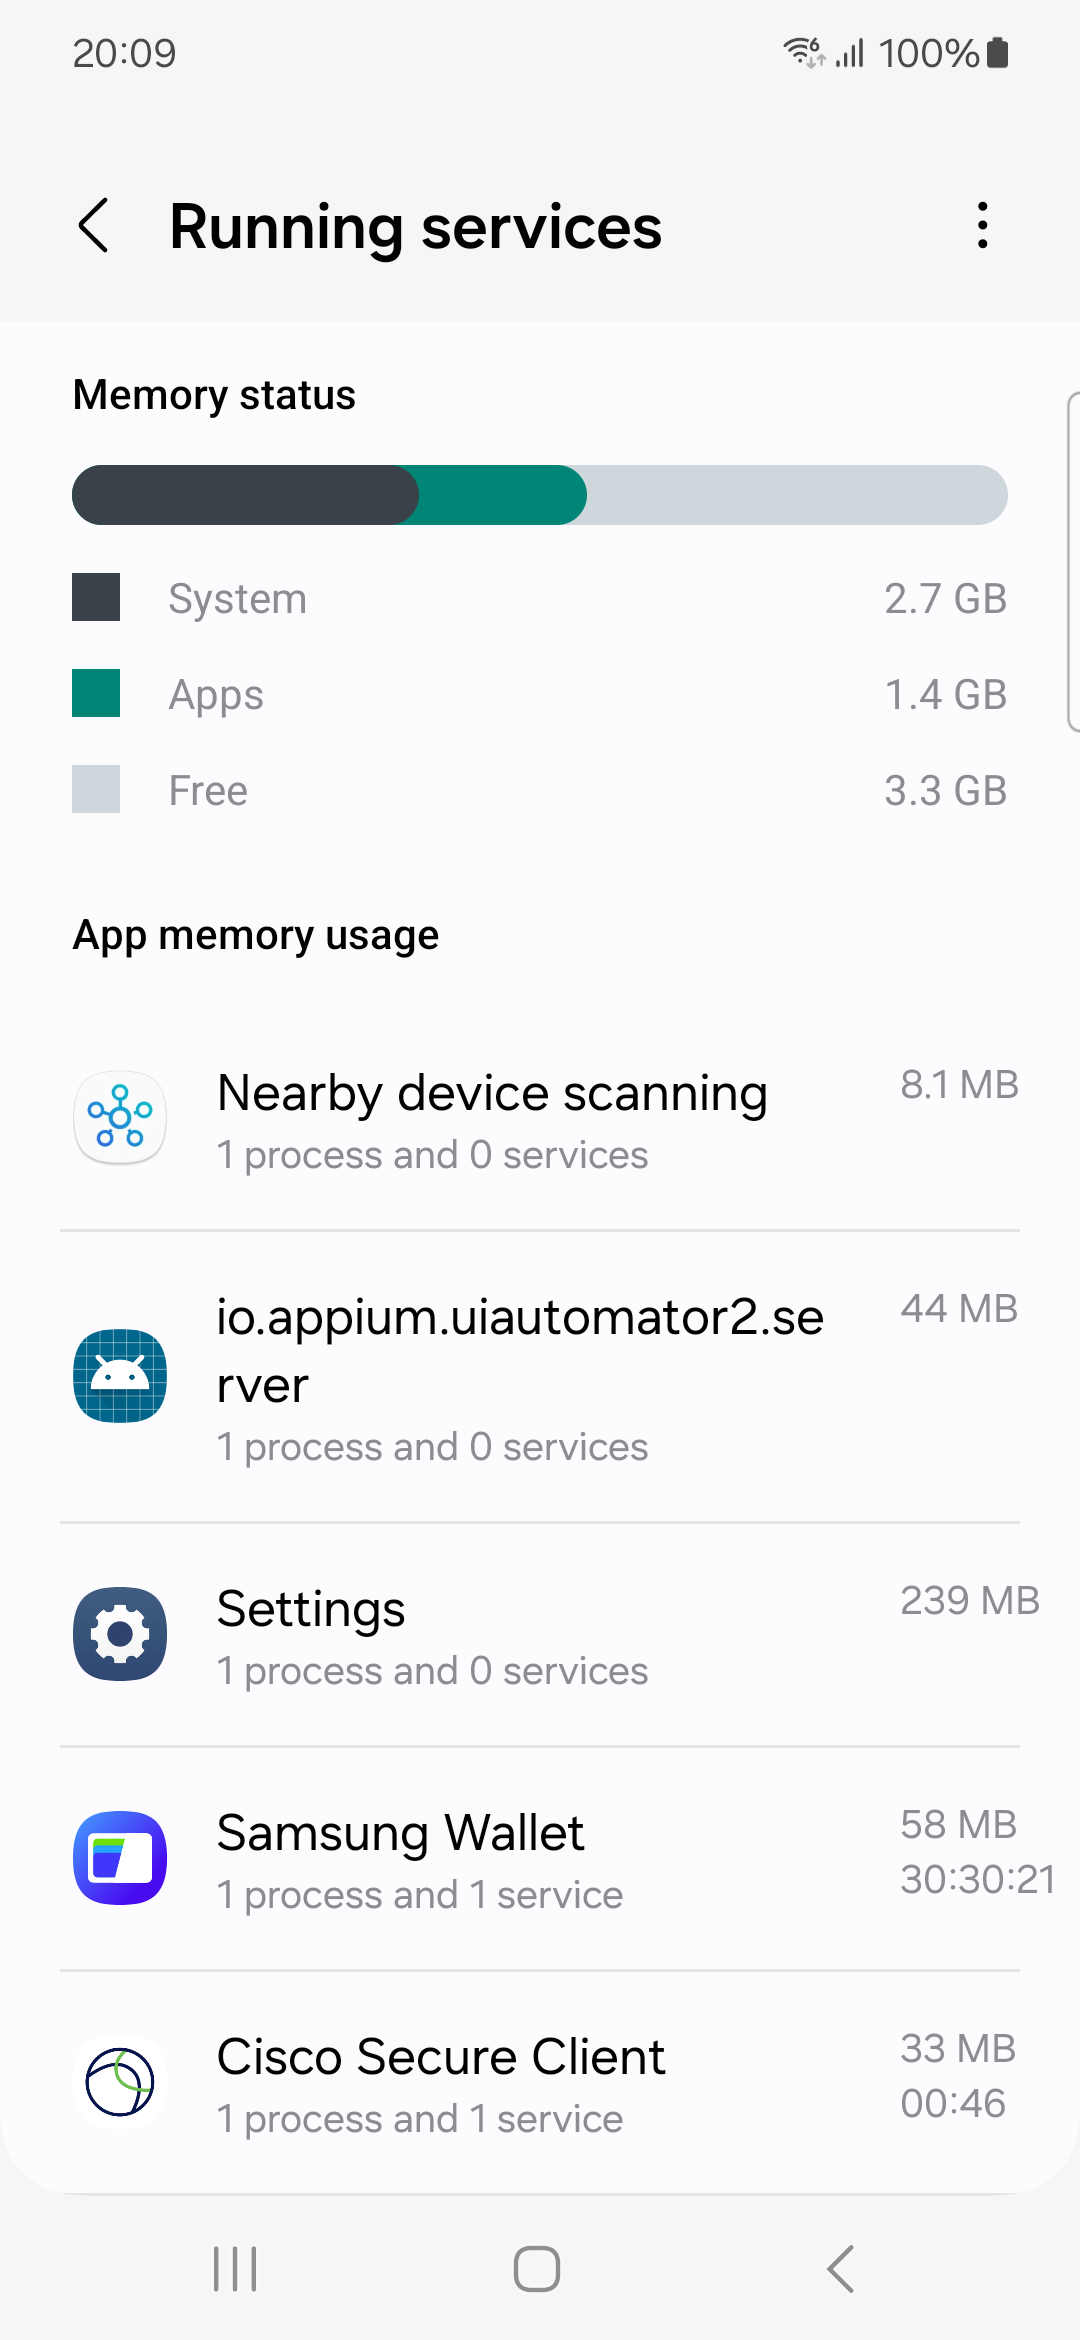 20:09
6 100%
Running services
Memory status
System 2.7 GB
Apps 1.4 GB
Free 3.3 GB
App memory usage
Nearby device scanning 8.1 MB
1 process and 0 services
io.appium.uiautomator2.se 44 MB
rver
1 process and 0 services
Settings 239 MB
1 process and 0 services
Samsung Wallet 58 MB
1 process and 1 service 30:30:21
Cisco Secure Client 33 MB
1 process and 1 service 00:46